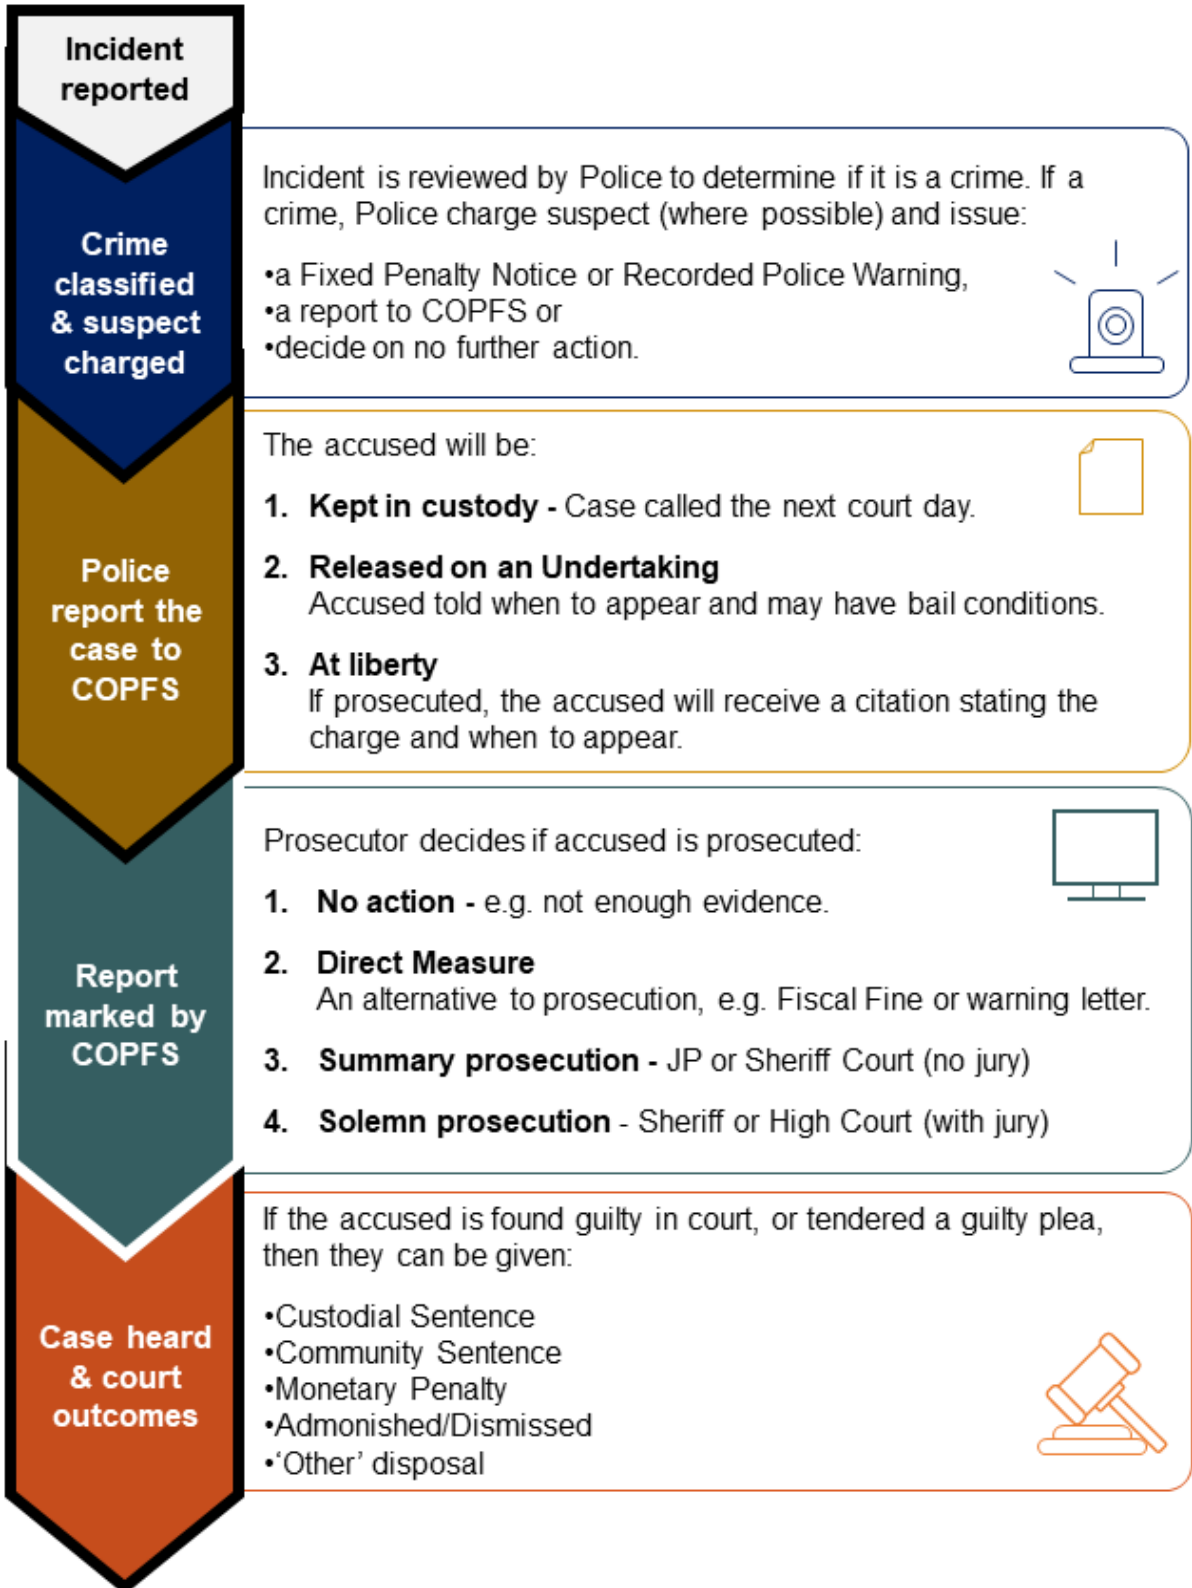 Incident
reported
Crime
classified
& suspect
charged
Incident is reviewed by Police to determine if it is a crime. If a
crime, Police charge suspect (where possible) and issue:
•a Fixed Penalty Notice or Recorded Police Warning,
•a report to COPFS or
•decide on no further action.
Police
report the
case to
COPFS
The accused will be:
1. Kept in custody - Case called the next court day.
2. Released on an Undertaking
Accused told when to appear and may have bail conditions.
3. At liberty
If prosecuted, the accused will receive a citation stating the
charge and when to appear.
Report
marked by
COPFS
Prosecutor decides if accused is prosecuted:
1. No action - e.g. not enough evidence.
2. Direct Measure
An alternative to prosecution, e.g. Fiscal Fine or warning letter.
3. Summary prosecution - JP or Sheriff Court (no jury)
4. Solemn prosecution - Sheriff or High Court (with jury)
Case heard
& court
outcomes
If the accused is found guilty in court, or tendered a guilty plea,
then they can be given:
•Custodial Sentence
•Community Sentence
•Monetary Penalty
•Admonished/Dismissed
•‘Other’ disposal